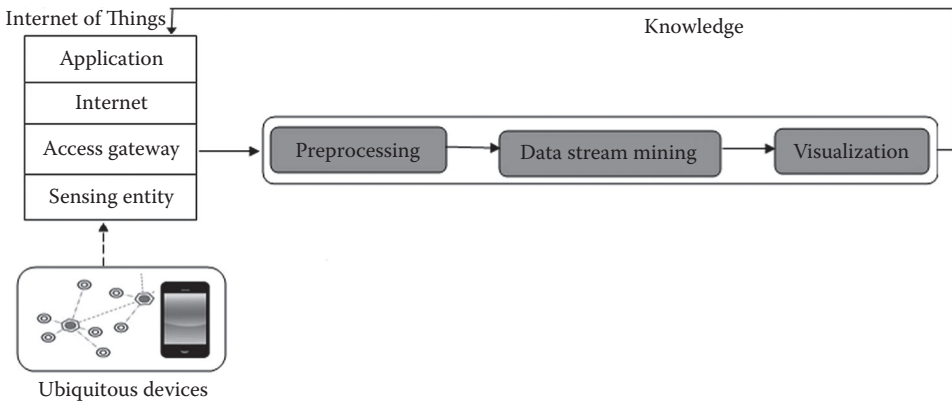 Internet of Things
Knowledge
Application
Internet
Access gateway
Sensing entity
Preprocessing
Data stream mining
Visualization
Ubiquitous devices